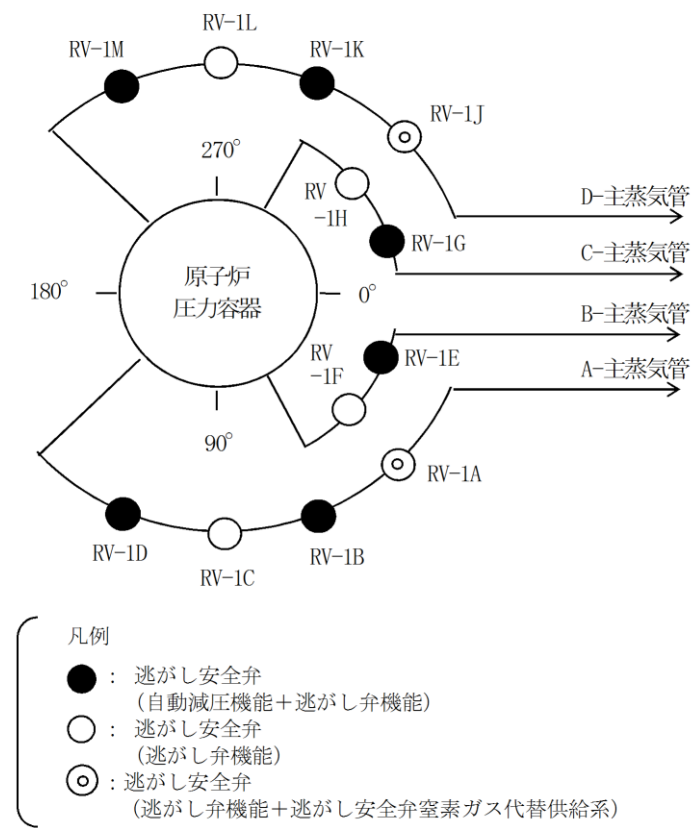 RV-1L
RV-1M
RV-1K
RV-1J
270°
RV
-1H
D-主蒸気管
RV-1G
C-主蒸気管
原子炉
圧力容器
180°
0°
B-主蒸気管
RV
-1F
RV-1E
A-主蒸気管
90°
RV-1A
RV-1D
RV-1B
RV-1C
凡例
: 逃がし安全弁
(自動減圧機能+逃がし弁機能)
: 逃がし安全弁
(逃がし弁機能)
: 逃がし安全弁
(逃がし弁機能+逃がし安全弁窒素ガス代替供給系)